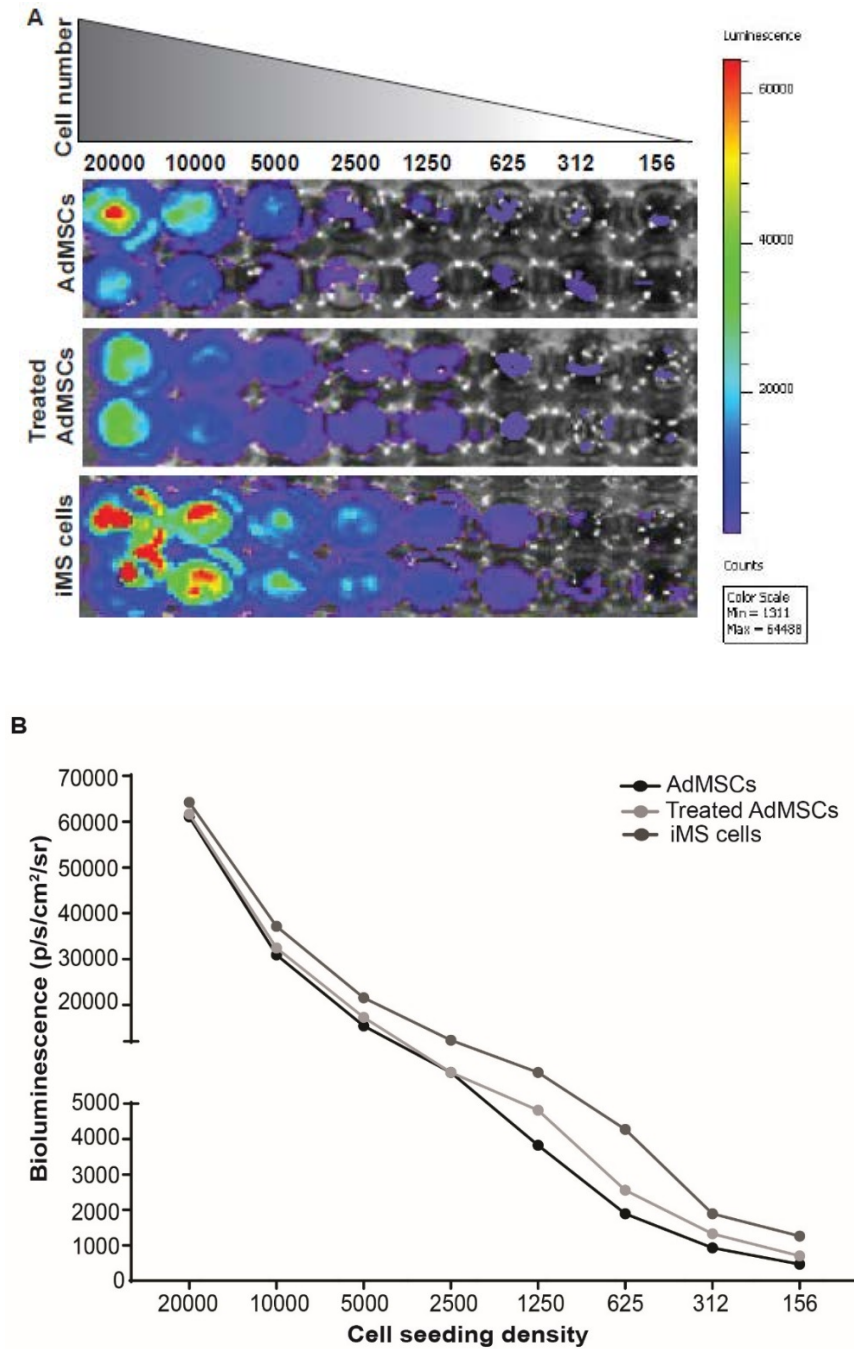 A
Cell number
20000 10000 5000 2500 1250 625 312 156
AdMSCs
Treated
AdMSCs
iMS cells
Luminescence
60000
40000
20000
Counts
Color Scale
Min = 1311
Max = 64488
B
Bioluminescence (p/s/cm²/sr)
70000
60000
50000
40000
30000
20000
5000
4000
3000
2000
1000
0
AdMSCs
Treated AdMSCs
iMS cells
20000 10000 5000 2500 1250 625 312 156
Cell seeding density